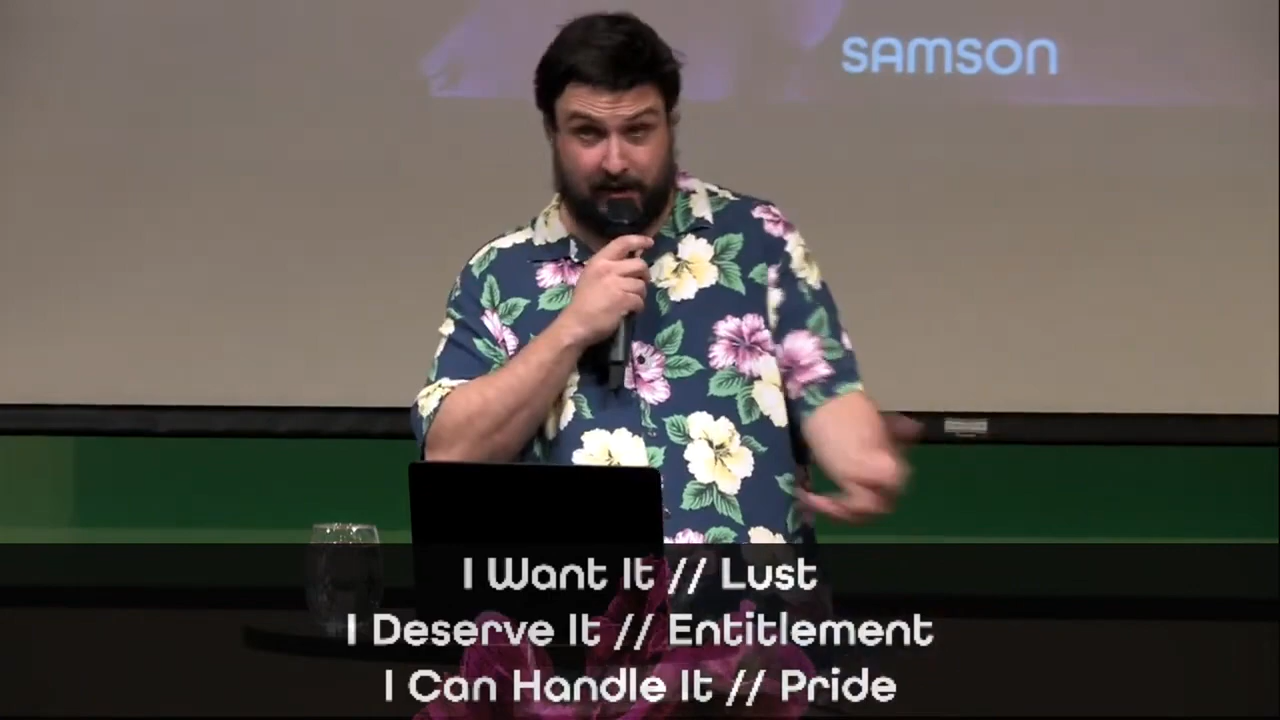 SAMSON
I Want It // Lust
I Deserve It // Entitlement
I Can Handle It // Pride